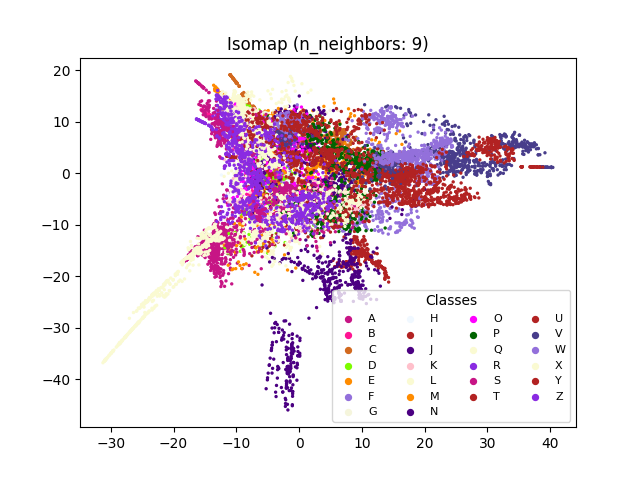 Isomap (n_neighbors: 9)
20
10
0
−10
−20
−30
−40
−30
−20
−10
0
10
20
30
40
Classes
A
B
C
D
E
F
G
H
I
J
K
L
M
N
O
P
Q
R
S
T
U
V
W
X
Y
Z